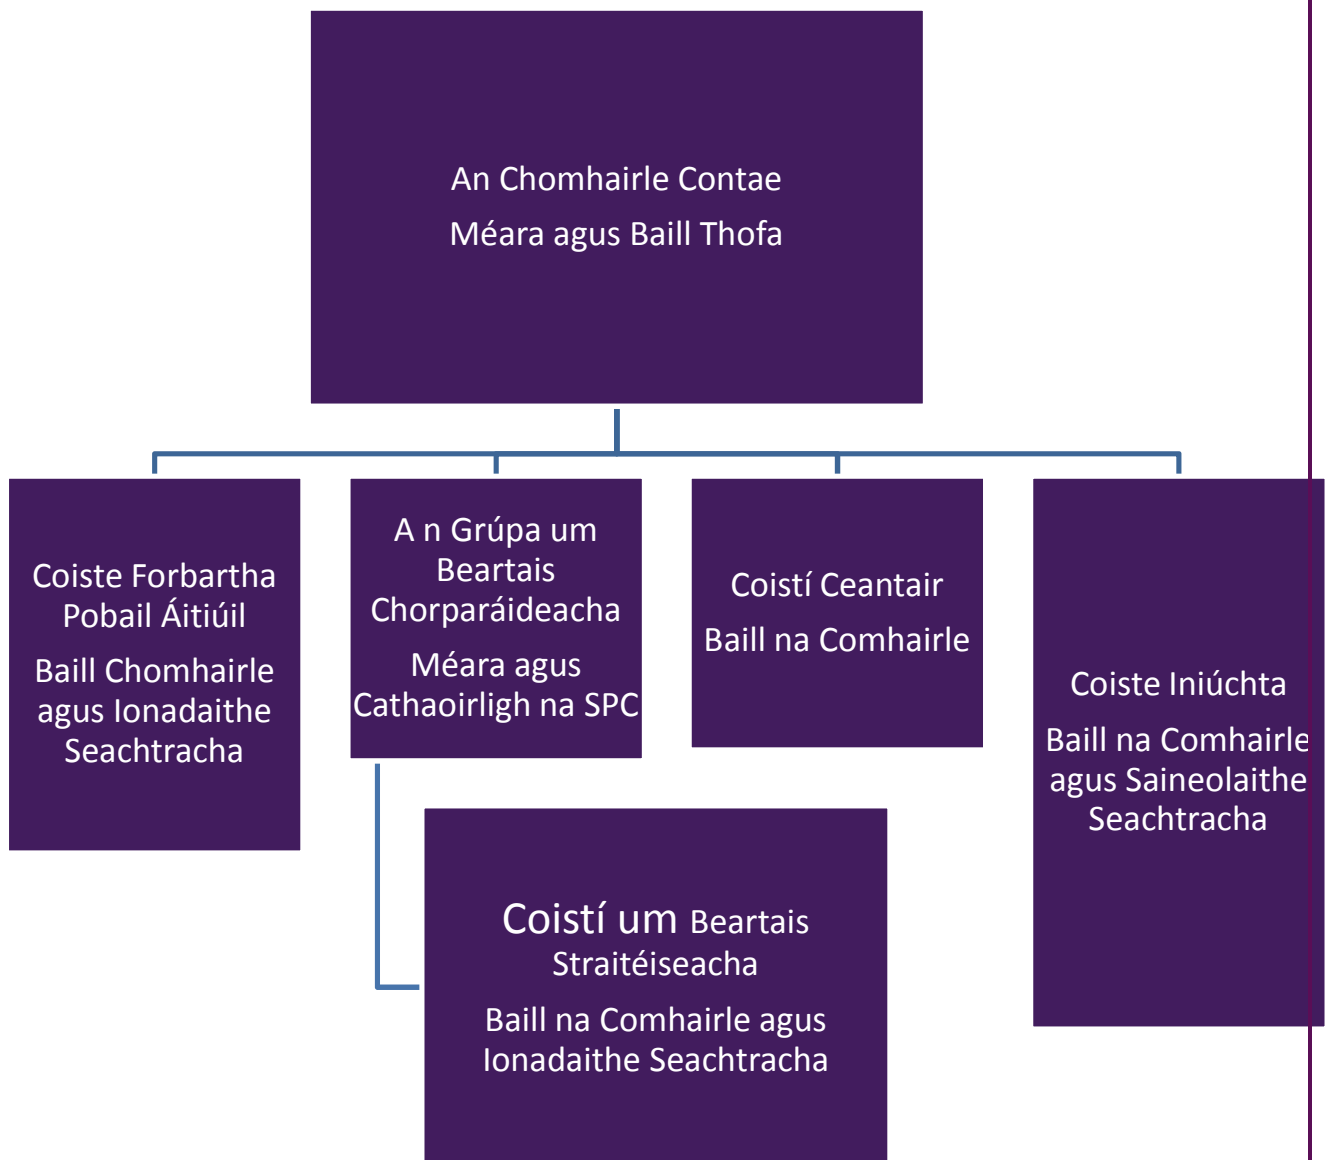 An Chomhairle Contae
Méara agus Baill Thofa
Coiste Forbartha
Pobail Áitiúil
Baill Chomhairle
agus Ionadaithe
Seachtracha
A n Grúpa um
Beartais
Chorparáideacha
Méara agus
Cathaoirligh na SPC
Coistí Ceantair
Baill na Comhairle
Coiste Iniúchta
Baill na Comhairle
agus Saineolaithe
Seachtracha
Coistí um Beartais
Straitéiseacha
Baill na Comhairle agus
Ionadaithe Seachtracha